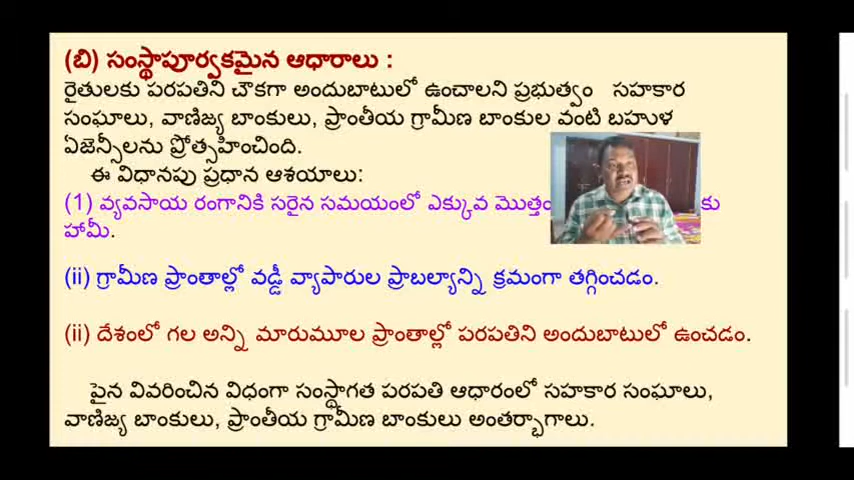 (బి) సంస్థాపూర్వకమైన ఆధారాలు :
రైతులకు పరపతిని చౌకగా అందుబాటులో ఉంచాలని ప్రభుత్వం సహకార
సంఘాలు, వాణిజ్య బాంకులు, ప్రాంతీయ గ్రామీణ బాంకుల వంటి బహుళ
ఏజెన్సీలను ప్రోత్సహించింది.
ఈ విధానపు ప్రధాన ఆశయాలు:
(1) వ్యవసాయ రంగానికి సరైన సమయంలో ఎక్కువ మొత్తం కు
హామీ.
(ii) గ్రామీణ ప్రాంతాల్లో వడ్డీ వ్యాపారుల ప్రాబల్యాన్ని క్రమంగా తగ్గించడం.
(ii) దేశంలో గల అన్ని మారుమూల ప్రాంతాల్లో పరపతిని అందుబాటులో ఉంచడం.
పైన వివరించిన విధంగా సంస్థాగత పరపతి ఆధారంలో సహకార సంఘాలు,
వాణిజ్య బాంకులు, ప్రాంతీయ గ్రామీణ బాంకులు అంతర్భాగాలు.